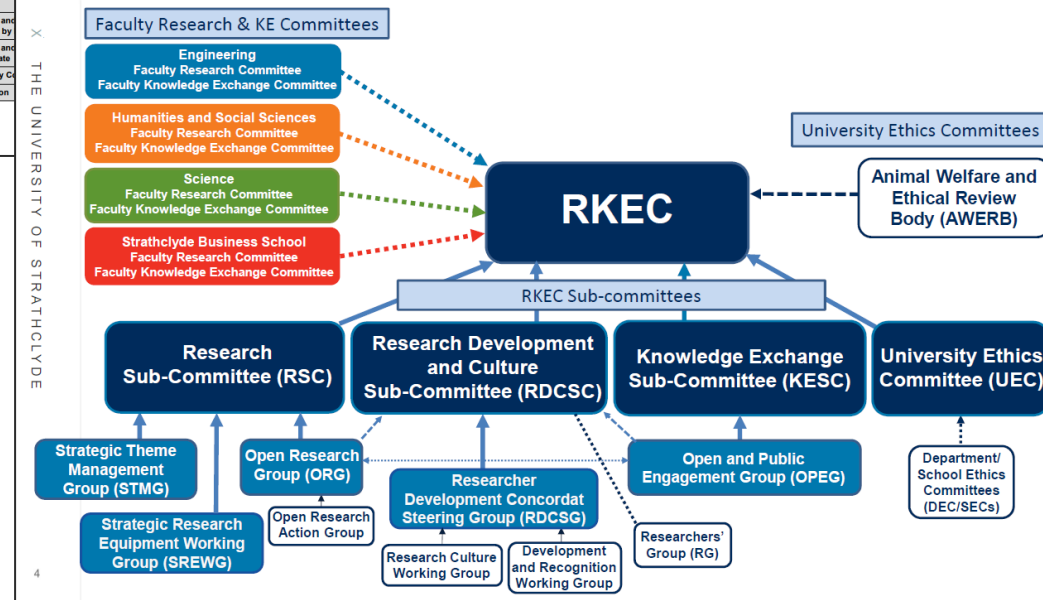 and
by
and
ate
y Co
on
X THE UNIVERSITY OF STRATHCLYDE
4
Faculty Research & KE Committees
Engineering
Faculty Research Committee
Faculty Knowledge Exchange Committee
Humanities and Social Sciences
Faculty Research Committee
Faculty Knowledge Exchange Committee
Science
Faculty Research Committee
Faculty Knowledge Exchange Committee
Strathclyde Business School
Faculty Research Committee
Faculty Knowledge Exchange Committee
RKEC
University Ethics Committees
Animal Welfare and
Ethical Review
Body (AWERB)
RKEC Sub-committees
Research
Sub-Committee (RSC)
Research Development
and Culture
Sub-Committee (RDCSC)
Knowledge Exchange
Sub-Committee (KESC)
University Ethics
Committee (UEC)
Strategic Theme
Management
Group (STMG)
Strategic Research
Equipment Working
Group (SREWG)
Open Research
Group (ORG)
Open Research
Action Group
Researcher
Development Concordat
Steering Group (RDCSG)
Research Culture
Working Group
Development
and Recognition
Working Group
Researchers'
Group (RG)
Open and Public
Engagement Group (OPEG)
Department/
School Ethics
Committees
(DEC/SECs)